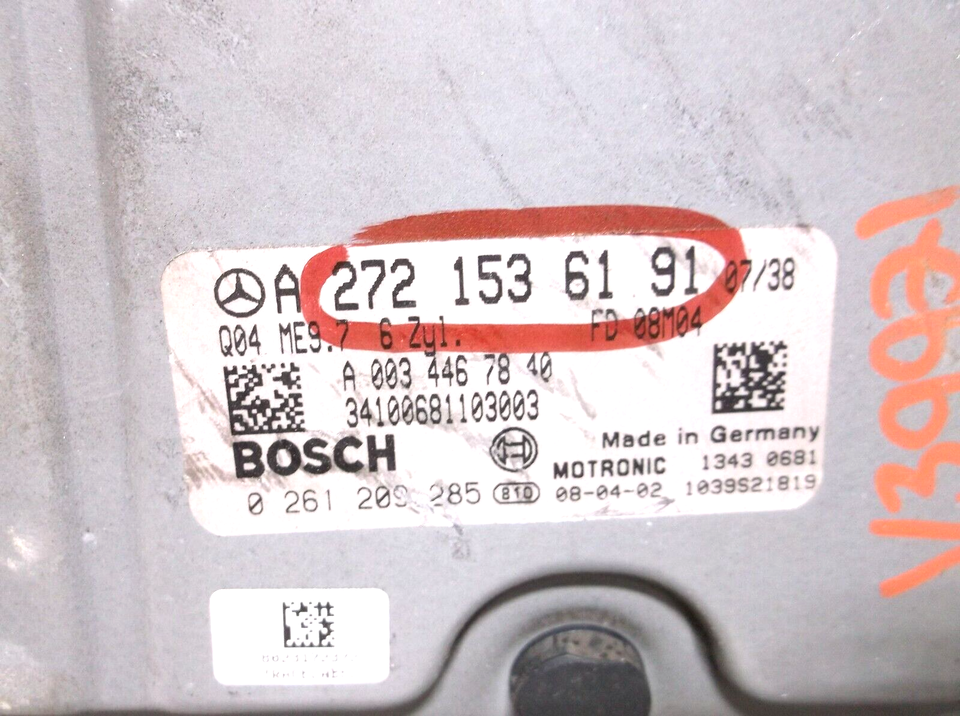 A 272 153 61 91 07/38
Q04 ME9.7 6 Zyl. FD 08M04
A 003 446 78 40
34100681103003
BOSCH
Made in Germany
MOTRONIC 1343 0681
0 261 209 285 810 08-04-02 1039S21819